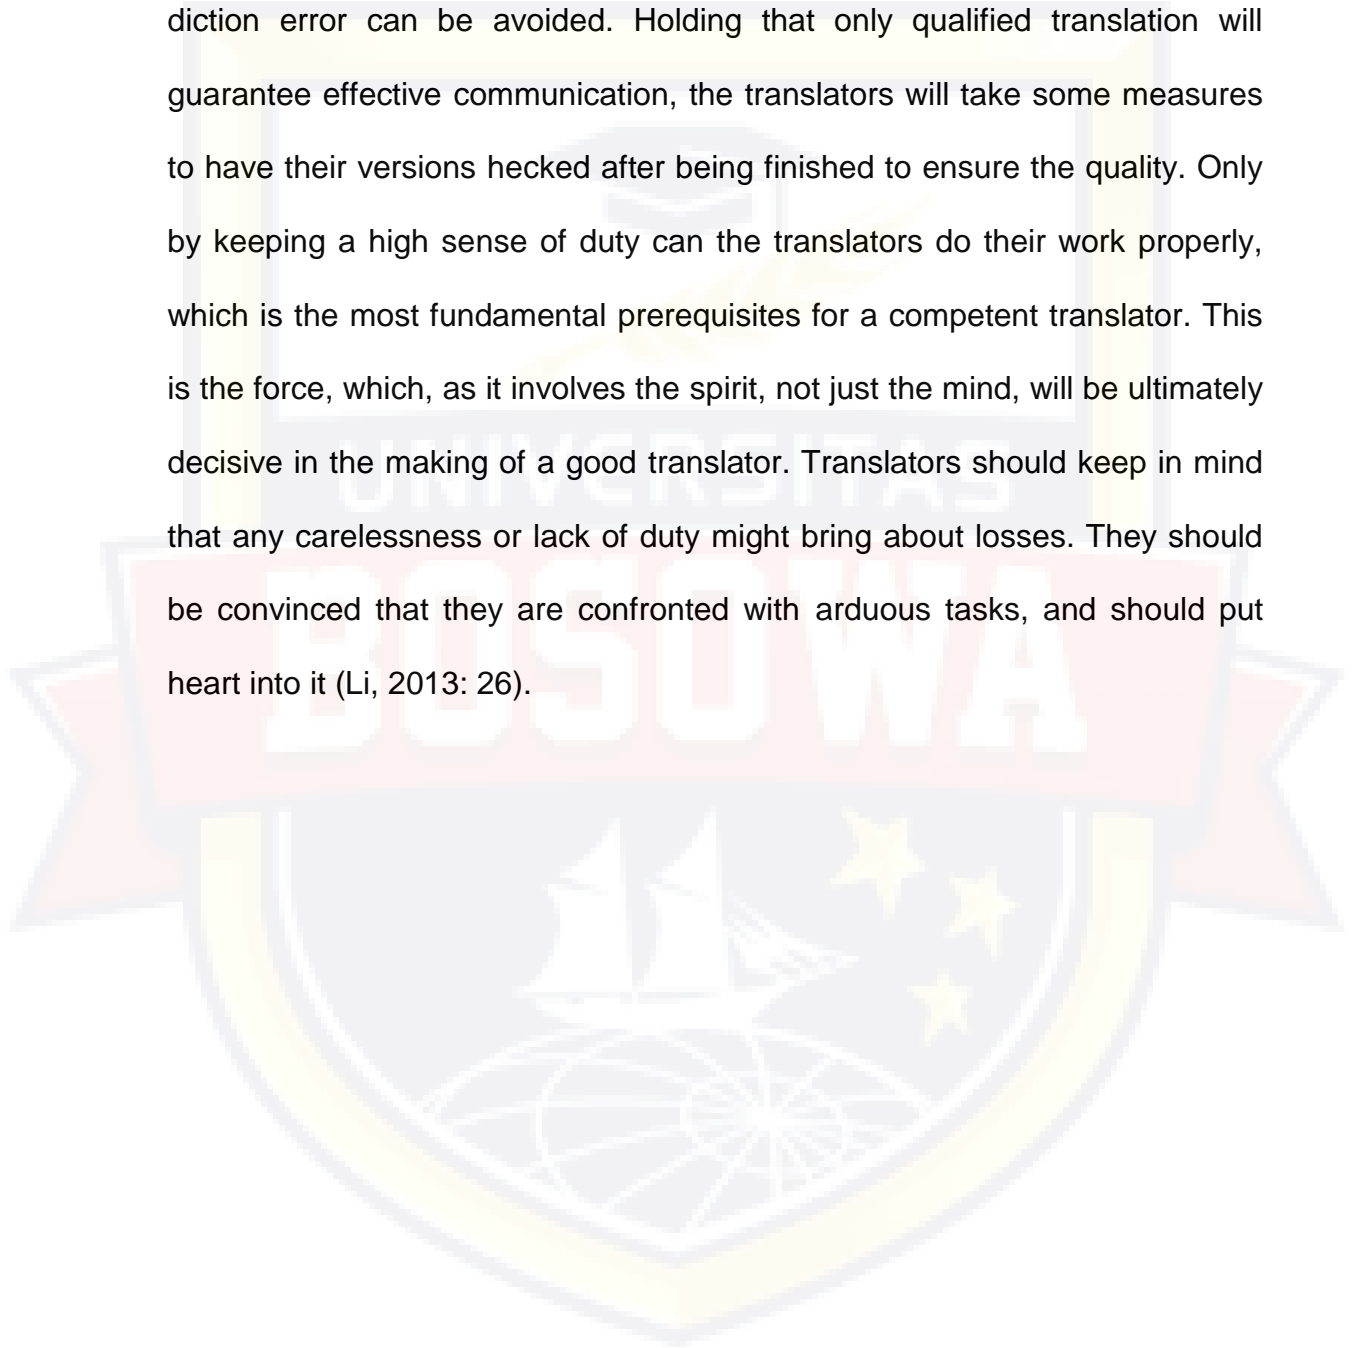 diction error can be avoided. Holding that only qualified translation will
guarantee effective communication, the translators will take some measures
to have their versions hecked after being finished to ensure the quality. Only
by keeping a high sense of duty can the translators do their work properly,
which is the most fundamental prerequisites for a competent translator. This
is the force, which, as it involves the spirit, not just the mind, will be ultimately
decisive in the making of a good translator. Translators should keep in mind
that any carelessness or lack of duty might bring about losses. They should
be convinced that they are confronted with arduous tasks, and should put
heart into it (Li, 2013: 26).
UNIVERSITAS
BOSOWA